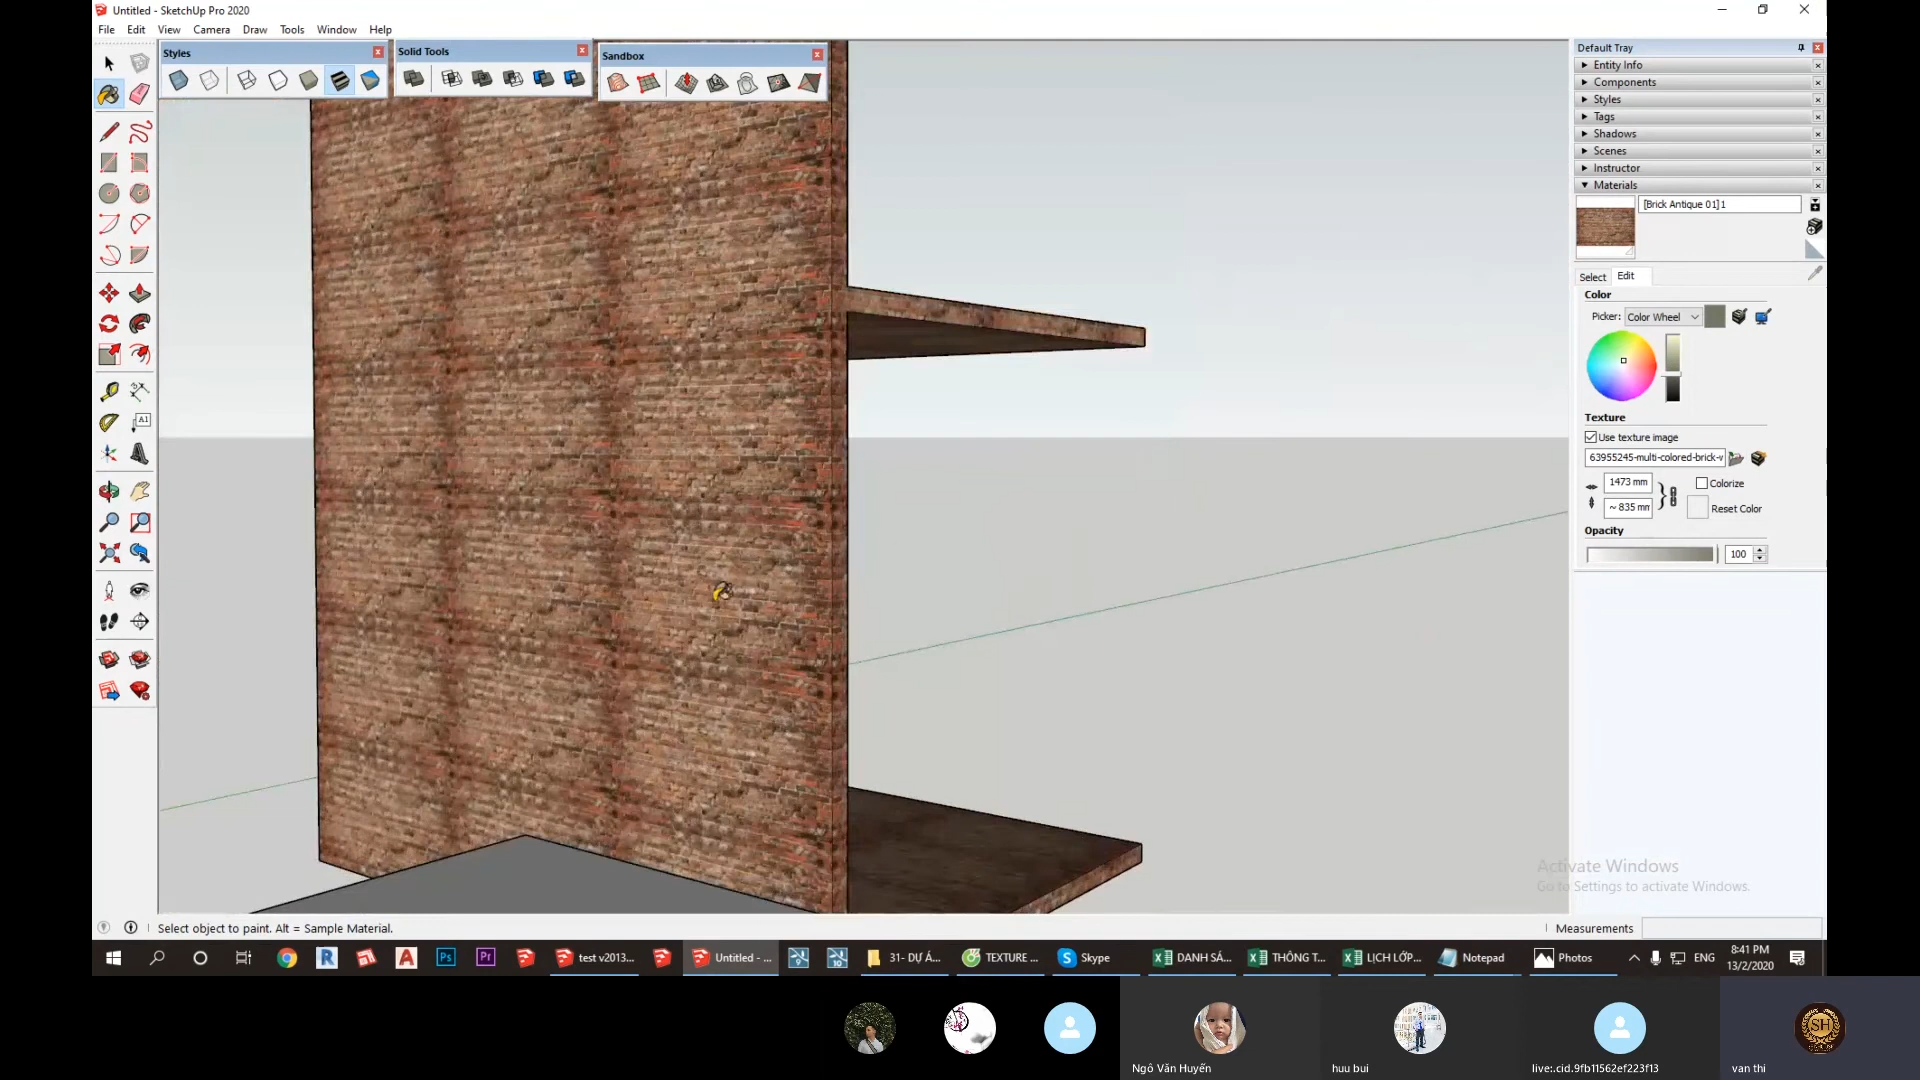 Untitled - SketchUp Pro 2020
File Edit View Camera Draw Tools Window Help
Styles
Solid Tools
Sandbox
Default Tray
Entity Info
Components
Styles
Tags
Shadows
Scenes
Instructor
Materials
[Brick Antique 01]1
Select Edit
Color
Picker: Color Wheel
Texture
Use texture image
63955245-multi-colored-brick-v
1473 mm
Colorize
~ 835 mm
Reset Color
Opacity
100
A1
Activate Windows
Go to Settings to activate Windows.
Select object to paint. Alt = Sample Material.
Measurements
Untitled - ...
test v2013...
31- DỰ Á...
TEXTURE ...
Skype
DANH SÁ...
THÔNG T...
LỊCH LỚP...
Notepad
Photos
ENG
8:41 PM
13/2/2020
Ngô Văn Huyến
huu bui
live:.cid.9fb11562ef223f13
van thi
SH